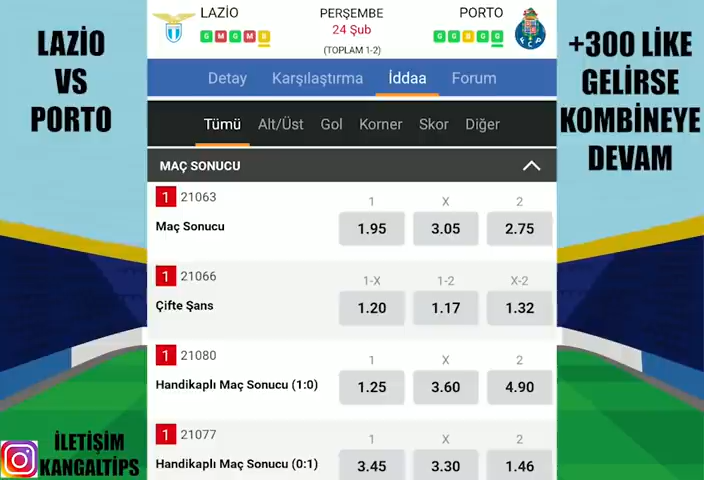 LAZİO
VS
PORTO
LAZİO
G M G M B
PERŞEMBE
24 Şub
(TOPLAM 1-2)
PORTO
G G B G G
+300 LİKE
GELİRSE
KOMBİNEYE
DEVAM
Detay Karşılaştırma İddaa Forum
Tümü Alt/Üst Gol Korner Skor Diğer
MAÇ SONUCU
1 21063
Maç Sonucu
1 X 2
1.95 3.05 2.75
1 21066
Çifte Şans
1-X 1-2 X-2
1.20 1.17 1.32
1 21080
Handikaplı Maç Sonucu (1:0)
1 X 2
1.25 3.60 4.90
1 21077
Handikaplı Maç Sonucu (0:1)
1 X 2
3.45 3.30 1.46
İLETİŞİM
KANGALTİPS